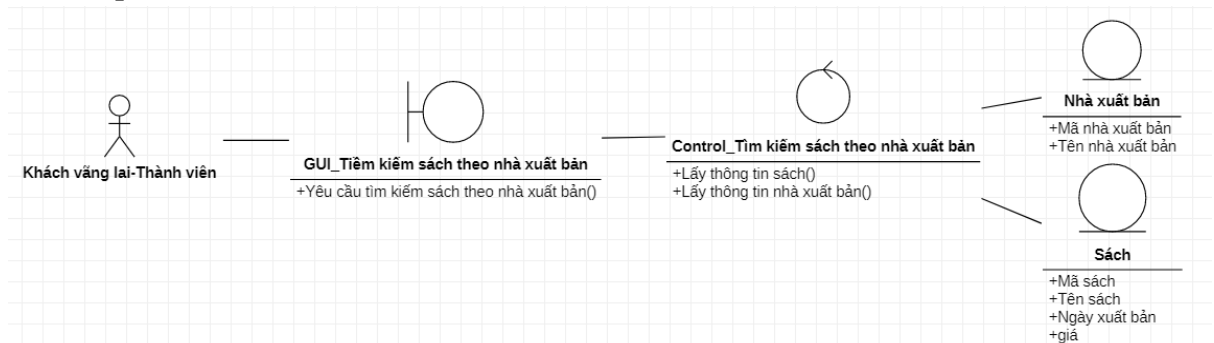 Khách vãng lai-Thành viên
GUI_Tiềm kiếm sách theo nhà xuất bản
+Yêu cầu tìm kiếm sách theo nhà xuất bản()
Control_Tìm kiếm sách theo nhà xuất bản
+Lấy thông tin sách()
+Lấy thông tin nhà xuất bản()
Nhà xuất bản
+Mã nhà xuất bản
+Tên nhà xuất bản
Sách
+Mã sách
+Tên sách
+Ngày xuất bản
+giá